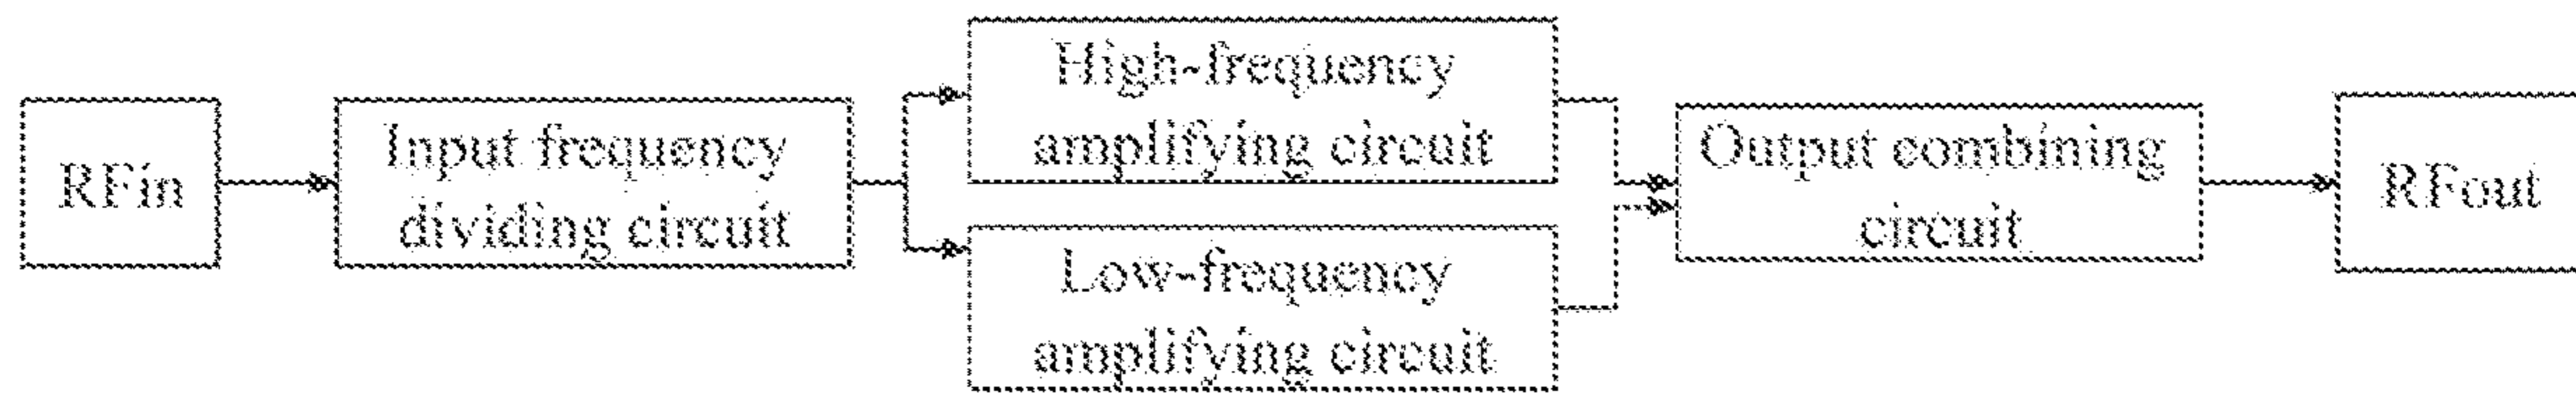 RFin
Input frequency
dividing circuit
High-frequency
amplifying circuit
Low-frequency
amplifying circuit
Output combining
circuit
RFout